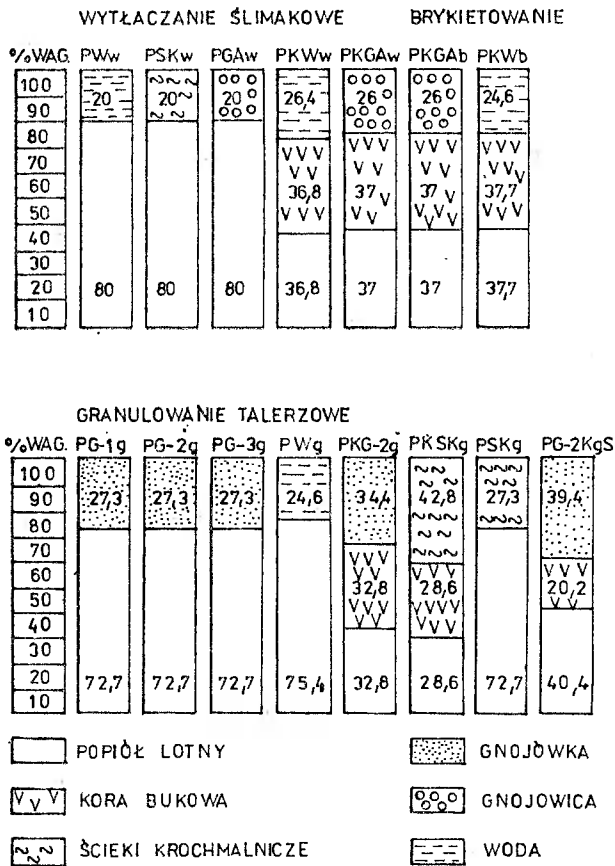 WYTŁACZANIE ŚLIMAKOWE BRYKIETOWANIE
%WAG. PWw PSKw PGAw PKWw PKGAw PKGAb PKWb
100
90 20 20 20 26,4 26 26 24,6
80
70
60 36,8 37 37 37,7
50
40
30
20 80 80 80 36,8 37 37 37,7
10
GRANULOWANIE TALERZOWE
%WAG. PG-1g PG-2g PG-3g PWg PKG-2g PKSKg PSKg PG-2KgS
100
90 27,3 27,3 27,3 24,6 34,4 42,8 27,3 39,4
80
70
60
50 32,8 28,6 20,2
40
30
20 72,7 72,7 72,7 75,4 32,8 28,6 72,7 40,4
10
POPIÓŁ LOTNY GNOJÓWKA
KORA BUKOWA GNOJOWICA
ŚCIEKI KROCHMALNICZE WODA